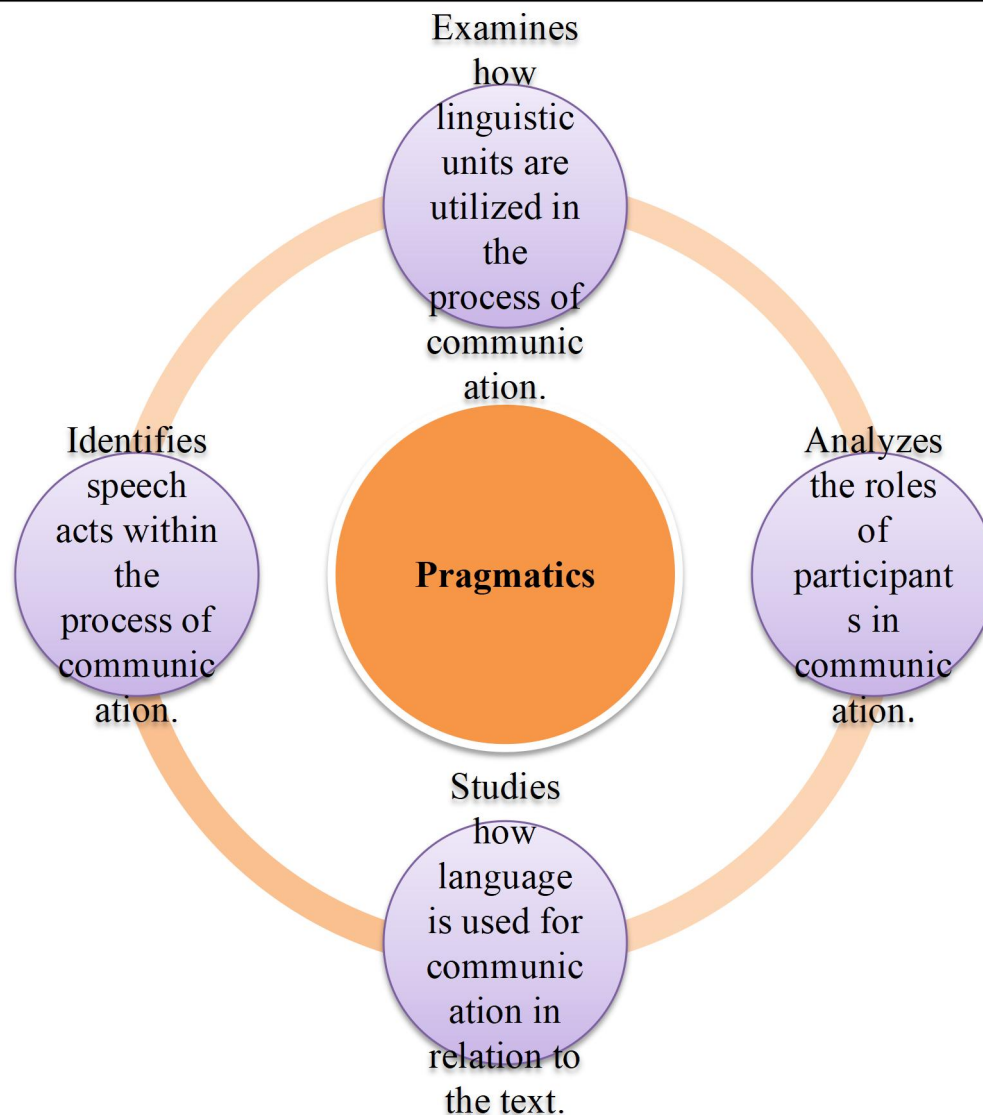 Examines
how
linguistic
units are
utilized in
the
process of
communic
ation.
Identifies
speech
acts within
the
process of
communic
ation.
Pragmatics
Analyzes
the roles
of
participant
s in
communic
ation.
Studies
how
language
is used for
communic
ation in
relation to
the text.